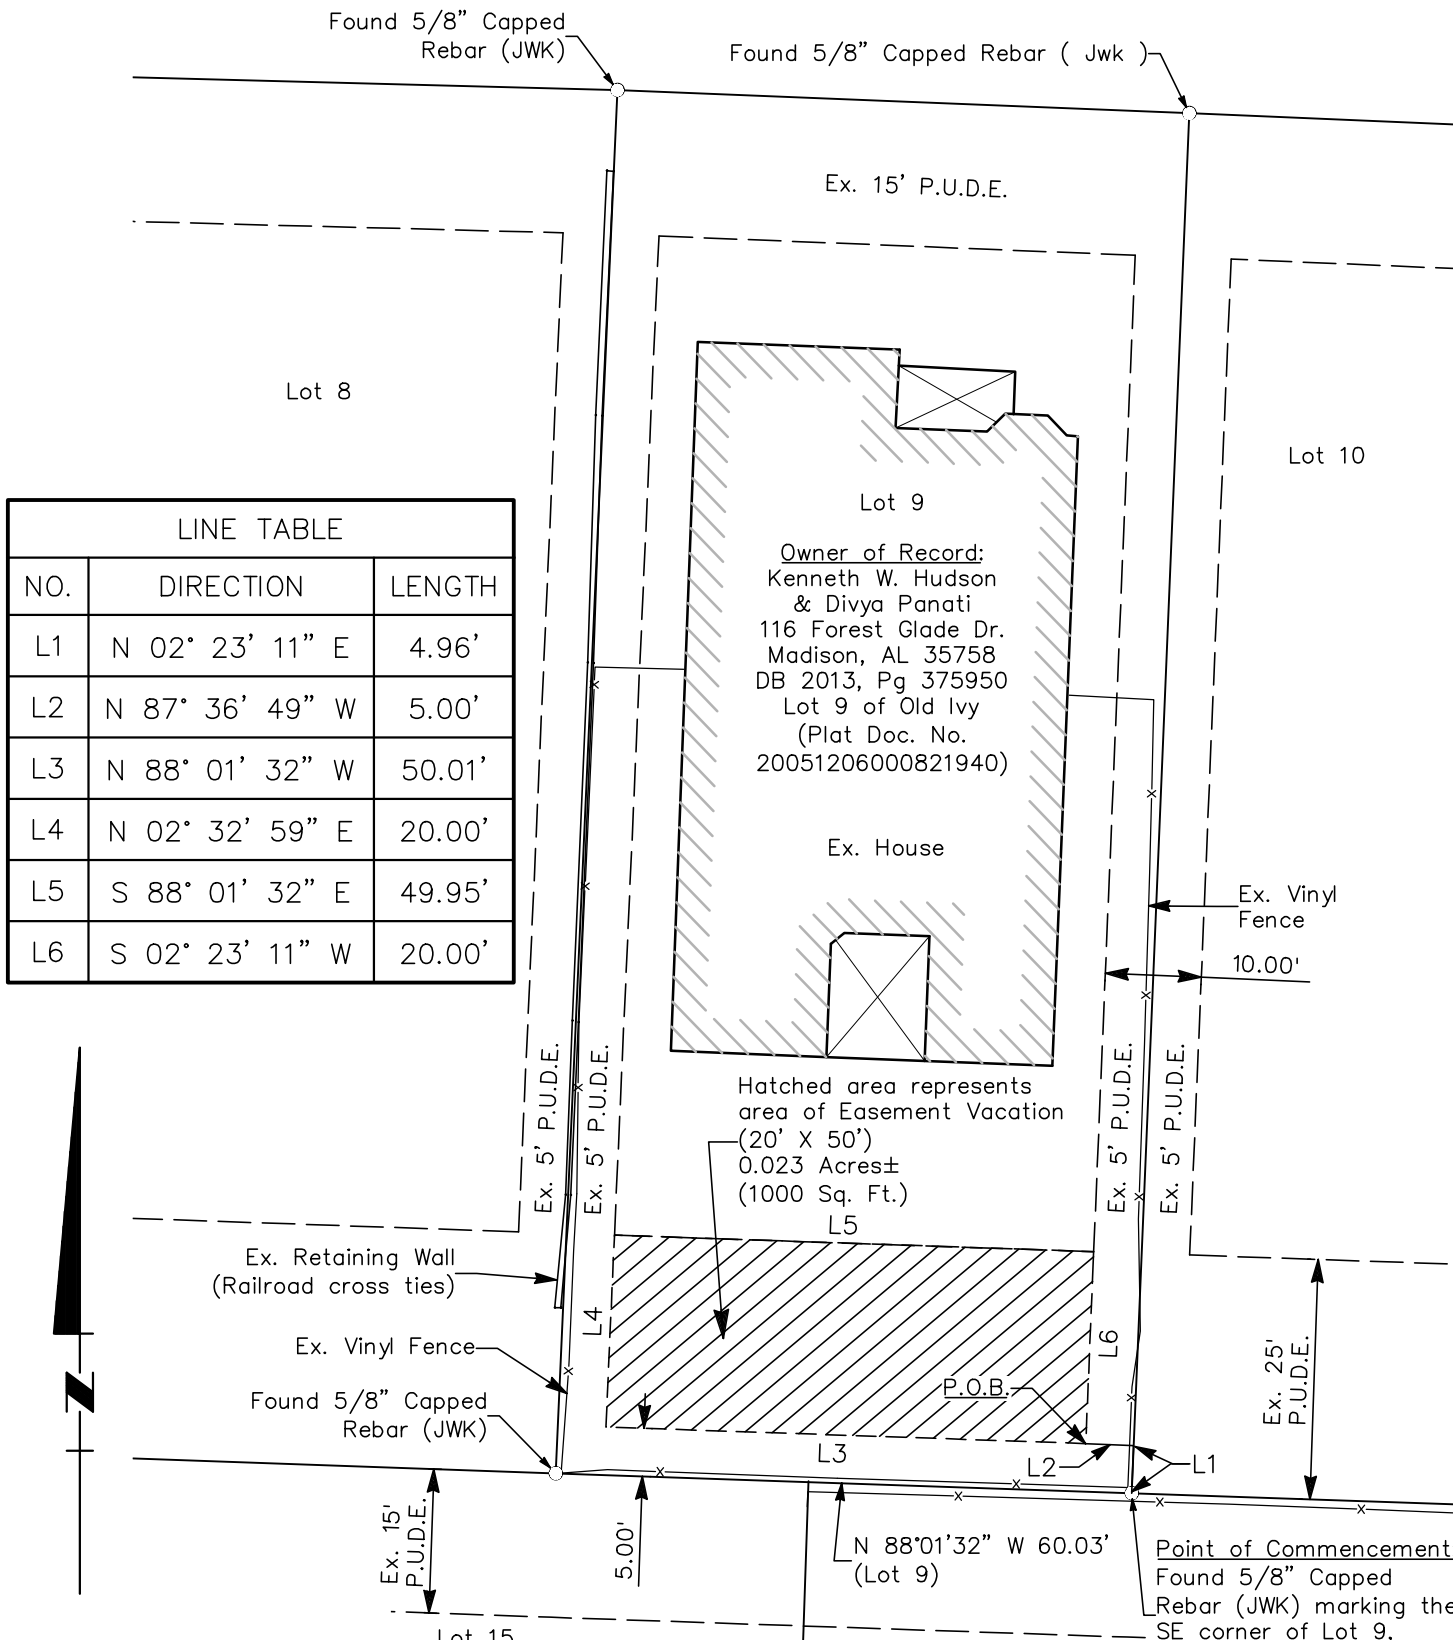 Found 5/8" Capped
Rebar (JWK)
Found 5/8" Capped Rebar ( Jwk )
Ex. 15' P.U.D.E.
Lot 8
Lot 10
Lot 9
Owner of Record:
Kenneth W. Hudson
& Divya Panati
116 Forest Glade Dr.
Madison, AL 35758
DB 2013, Pg 375950
Lot 9 of Old Ivy
(Plat Doc. No.
20051206000821940)
Ex. House
LINE TABLE
NO. DIRECTION LENGTH
L1 N 02° 23' 11" E 4.96'
L2 N 87° 36' 49" W 5.00'
L3 N 88° 01' 32" W 50.01'
L4 N 02° 32' 59" E 20.00'
L5 S 88° 01' 32" E 49.95'
L6 S 02° 23' 11" W 20.00'
Ex. Vinyl
Fence
10.00'
Ex. 5' P.U.D.E.
Ex. 5' P.U.D.E.
Ex. 5' P.U.D.E.
Ex. 5' P.U.D.E.
Hatched area represents
area of Easement Vacation
(20' X 50')
0.023 Acres±
(1000 Sq. Ft.)
L5
Ex. Retaining Wall
(Railroad cross ties)
L4
L6
Ex. Vinyl Fence
Found 5/8" Capped
Rebar (JWK)
N
P.O.B.
L3
L2
L1
Ex. 25'
P.U.D.E.
Ex. 15'
P.U.D.E.
5.00'
N 88°01'32" W 60.03'
(Lot 9)
Point of Commencement
Found 5/8" Capped
Rebar (JWK) marking the
SE corner of Lot 9,
Lot 15